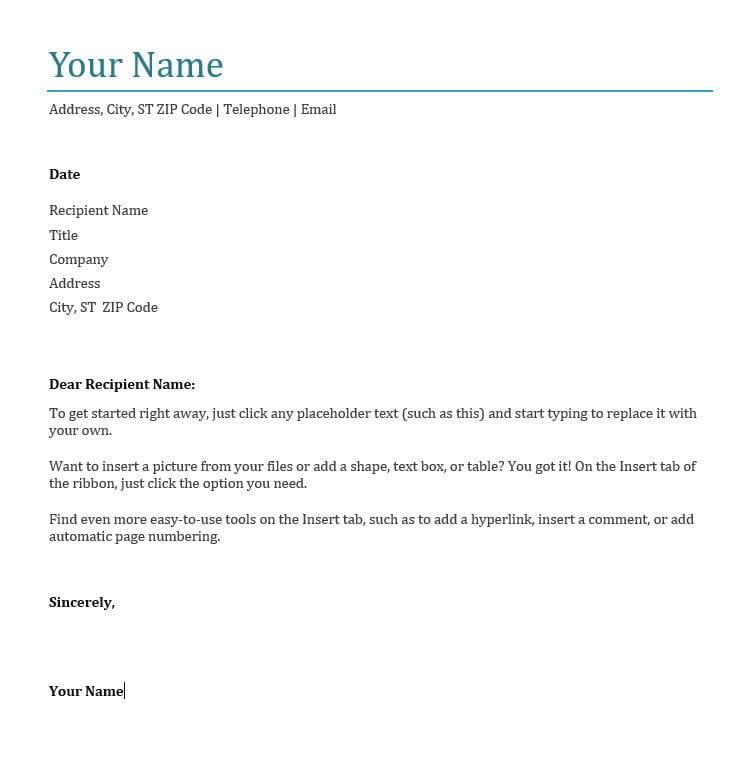 Your Name
Address, City, ST ZIP Code | Telephone | Email
Date
Recipient Name
Title
Company
Address
City, ST  ZIP Code
Dear Recipient Name:
To get started right away, just click any placeholder text (such as this) and start typing to replace it with
your own.
Want to insert a picture from your files or add a shape, text box, or table? You got it! On the Insert tab of
the ribbon, just click the option you need.
Find even more easy-to-use tools on the Insert tab, such as to add a hyperlink, insert a comment, or add
automatic page numbering.
Sincerely,
Your Name